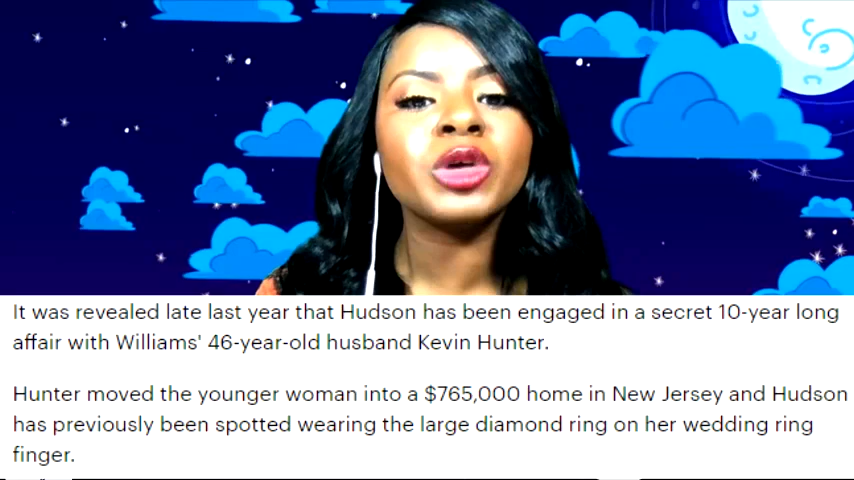 It was revealed late last year that Hudson has been engaged in a secret 10-year long
affair with Williams' 46-year-old husband Kevin Hunter.
Hunter moved the younger woman into a $765,000 home in New Jersey and Hudson
has previously been spotted wearing the large diamond ring on her wedding ring
finger.